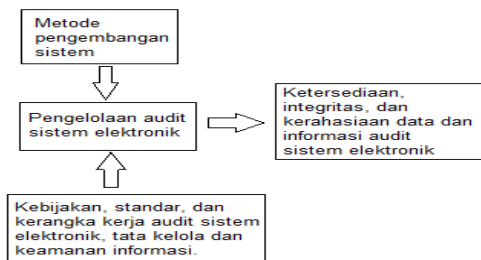 Metode
pengembangan
sistem
Pengelolaan audit
sistem elektronik
Ketersediaan,
integritas, dan
kerahasiaan data dan
informasi audit
sistem elektronik
Kebijakan, standar, dan
kerangka kerja audit sistem
elektronik, tata kelola dan
keamanan informasi.